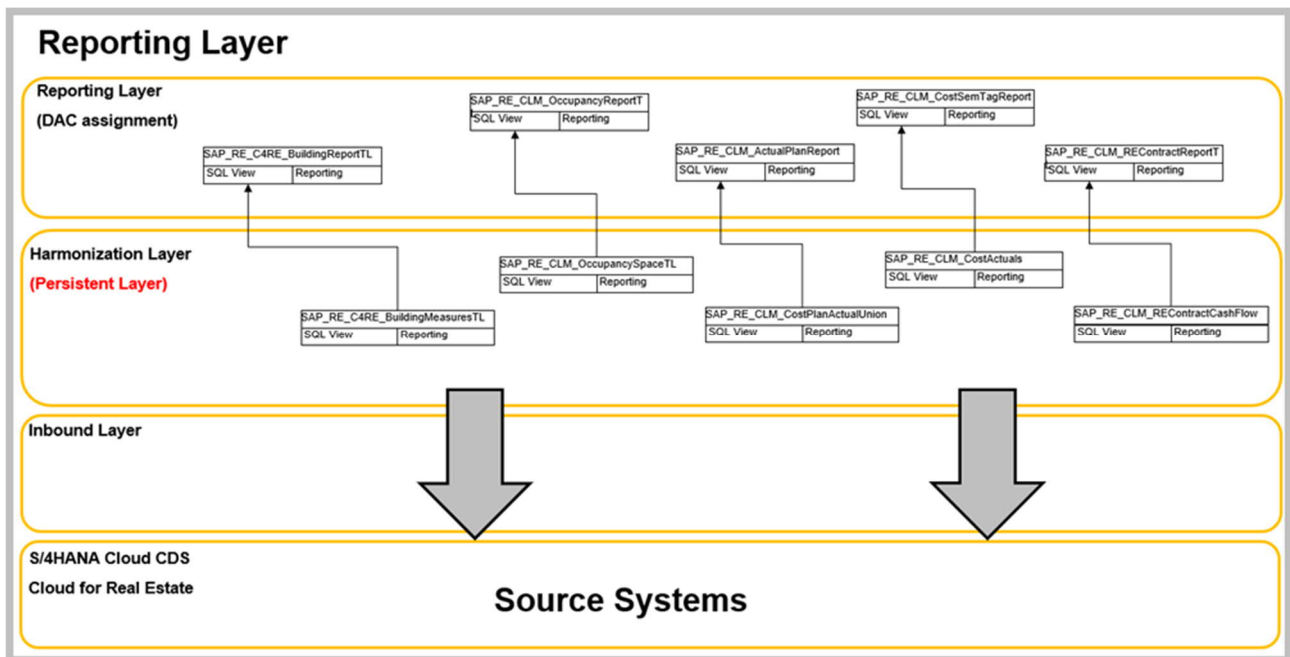 Reporting Layer
Reporting Layer
(DAC assignment)
SAP_RE_CLM_OccupancyReportT
SQL View Reporting
SAP_RE_CLM_CostSemTagReport
SQL View Reporting
SAP_RE_C4RE_BuildingReportTL
SQL View Reporting
SAP_RE_CLM_ActualPlanReport
SQL View Reporting
SAP_RE_CLM_REContractReportT
SQL View Reporting
Harmonization Layer
(Persistent Layer)
SAP_RE_CLM_OccupancySpaceTL
SQL View Reporting
SAP_RE_CLM_CostActuals
SQL View Reporting
SAP_RE_C4RE_BuildingMeasuresTL
SQL View Reporting
SAP_RE_CLM_CostPlanActualUnion
SQL View Reporting
SAP_RE_CLM_REContractCashFlow
SQL View Reporting
Inbound Layer
S/4HANA Cloud CDS
Cloud for Real Estate
Source Systems